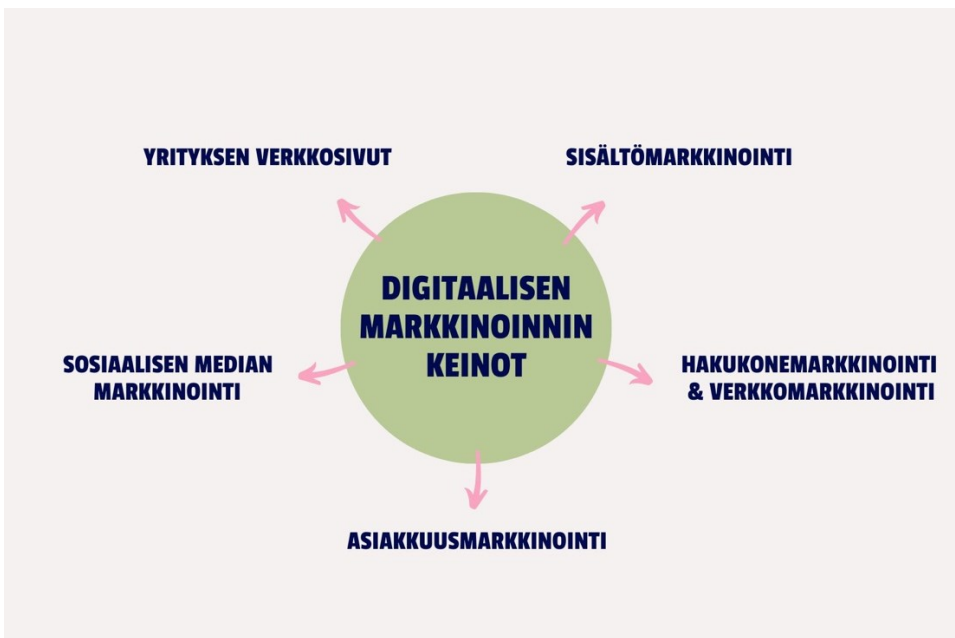 YRITYKSEN VERKKOSIVUT
SISÄLTÖMARKKINOINTI
DIGITAALISEN
MARKKINOINNIN
KEINOT
SOSIAALISEN MEDIAN
MARKKINOINTI
HAKUKONEMARKKINOINTI
& VERKKOMARKKINOINTI
ASIAKKUUSMARKKINOINTI